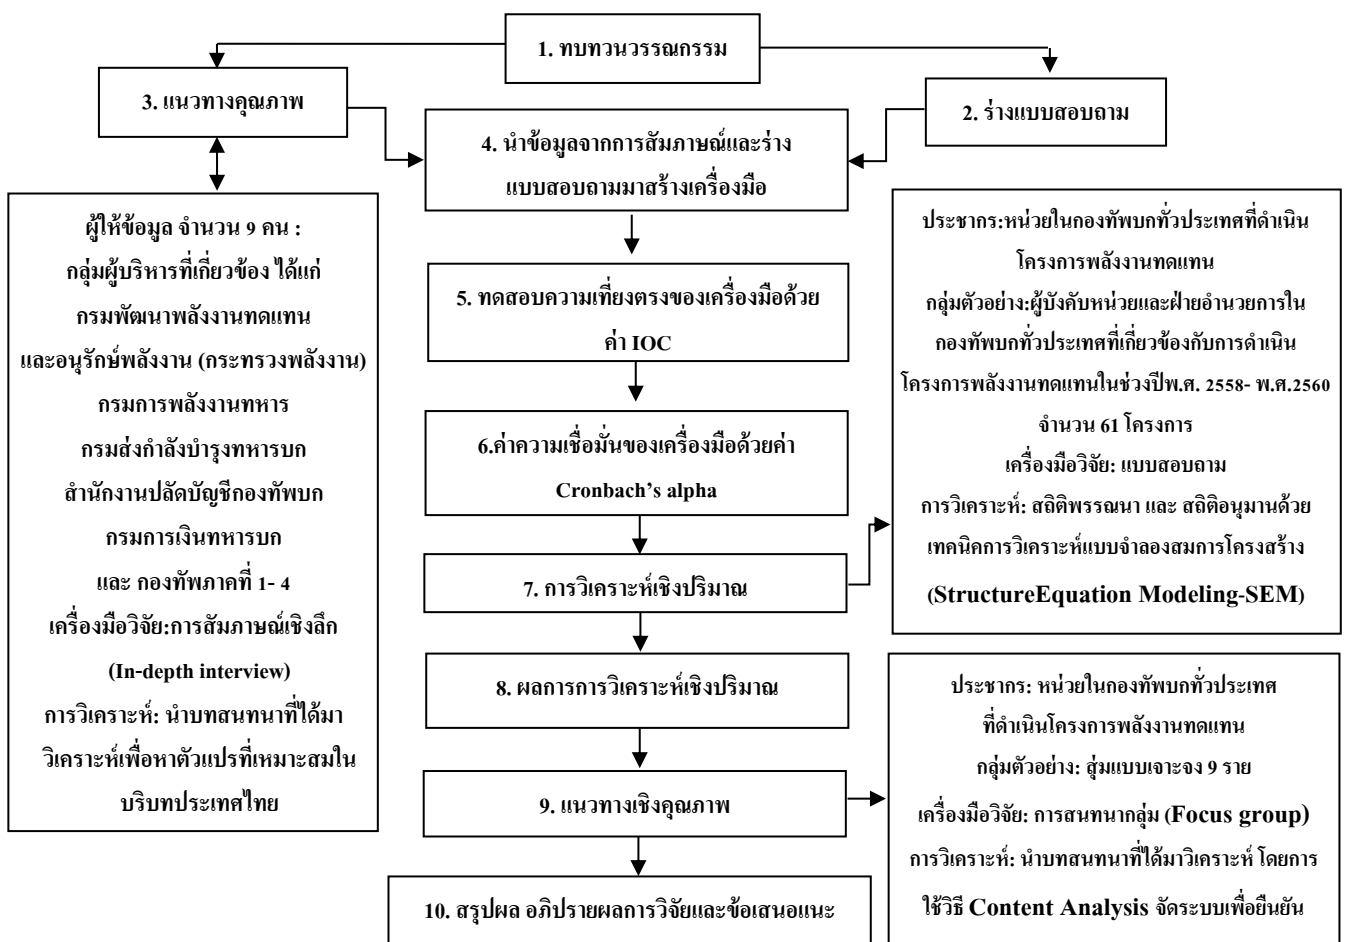 1. ทบทวนวรรณกรรม
3. แนวทางคุณภาพ
2. ร่างแบบสอบถาม
4. นำข้อมูลจากการสัมภาษณ์และร่าง
แบบสอบถามมาสร้างเครื่องมือ
ผู้ให้ข้อมูล จำนวน 9 คน :
กลุ่มผู้บริหารที่เกี่ยวข้อง ได้แก่
กรมพัฒนาพลังงานทดแทน
และอนุรักษ์พลังงาน (กระทรวงพลังงาน)
กรมการพลังงานทหาร
กรมส่งกำลังบำรุงทหารบก
สำนักงานปลัดบัญชีกองทัพบก
กรมการเงินทหารบก
และ กองทัพภาคที่ 1- 4
เครื่องมือวิจัย:การสัมภาษณ์เชิงลึก
(In-depth interview)
การวิเคราะห์: นำบทสนทนาที่ได้มา
วิเคราะห์เพื่อหาตัวแปรที่เหมาะสมใน
บริบทประเทศไทย
5. ทดสอบความเที่ยงตรงของเครื่องมือด้วย
ค่า IOC
6.ค่าความเชื่อมั่นของเครื่องมือด้วยค่า
Cronbach’s alpha
7. การวิเคราะห์เชิงปริมาณ
ประชากร:หน่วยในกองทัพบกทั่วประเทศที่ดำเนิน
โครงการพลังงานทดแทน
กลุ่มตัวอย่าง:ผู้บังคับหน่วยและฝ่ายอำนวยการใน
กองทัพบกทั่วประเทศที่เกี่ยวข้องกับการดำเนิน
โครงการพลังงานทดแทนในช่วงปีพ.ศ. 2558- พ.ศ.2560
จำนวน 61 โครงการ
เครื่องมือวิจัย: แบบสอบถาม
การวิเคราะห์: สถิติพรรณนา และ สถิติอนุมานด้วย
เทคนิคการวิเคราะห์แบบจำลองสมการโครงสร้าง
(StructureEquation Modeling-SEM)
8. ผลการการวิเคราะห์เชิงปริมาณ
9. แนวทางเชิงคุณภาพ
ประชากร: หน่วยในกองทัพบกทั่วประเทศ
ที่ดำเนินโครงการพลังงานทดแทน
กลุ่มตัวอย่าง: สุ่มแบบเจาะจง 9 ราย
เครื่องมือวิจัย: การสนทนากลุ่ม (Focus group)
การวิเคราะห์: นำบทสนทนาที่ได้มาวิเคราะห์ โดยการ
ใช้วิธี Content Analysis จัดระบบเพื่อยืนยัน
10. สรุปผล อภิปรายผลการวิจัยและข้อเสนอแนะ